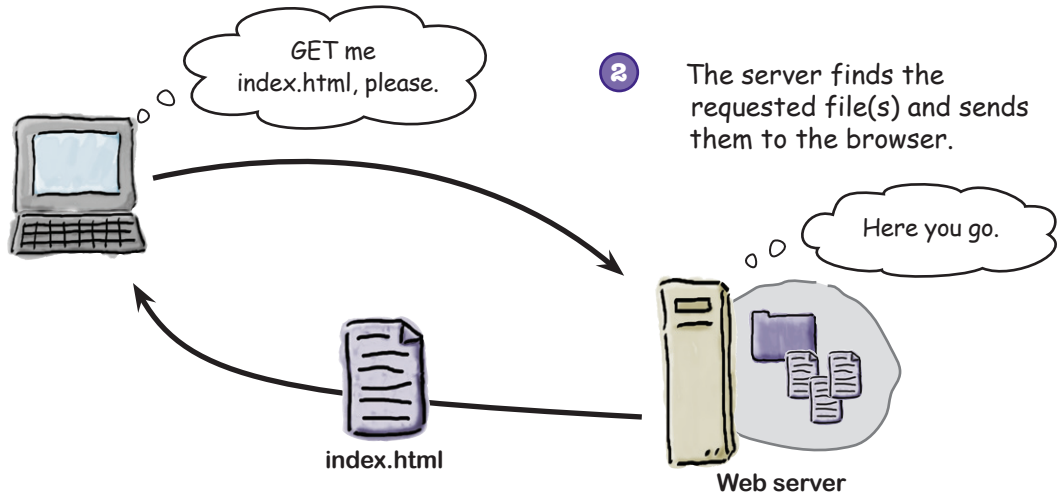 GET me
index.html, please.
2
The server finds the
requested file(s) and sends
them to the browser.
Here you go.
index.html
Web server